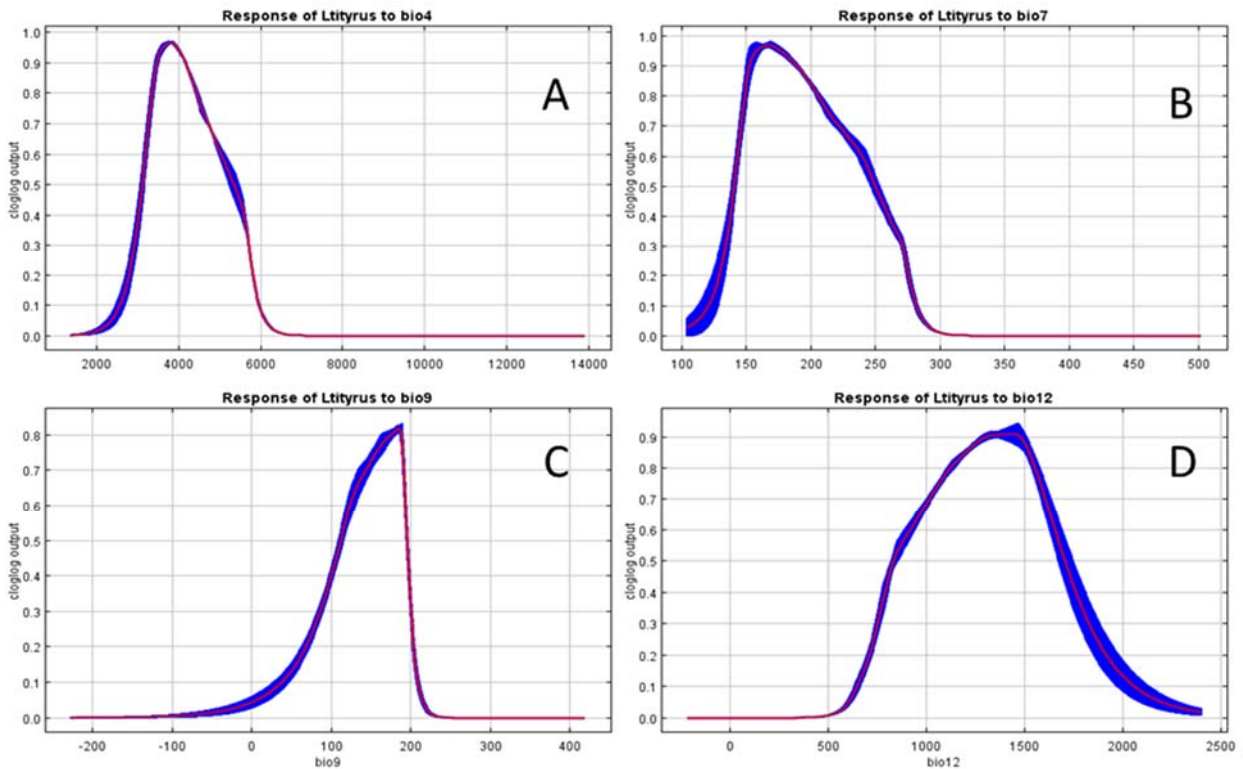 Response of Ltityrus to bio4
cloglog output
1.0
0.9
0.8
0.7
0.6
0.5
0.4
0.3
0.2
0.1
0.0
2000 4000 6000 8000 10000 12000 14000
A
Response of Ltityrus to bio7
cloglog output
1.0
0.9
0.8
0.7
0.6
0.5
0.4
0.3
0.2
0.1
0.0
100 150 200 250 300 350 400 450 500
B
Response of Ltityrus to bio9
cloglog output
0.8
0.7
0.6
0.5
0.4
0.3
0.2
0.1
0.0
-200 -100 0 100 200 300 400
bio9
C
Response of Ltityrus to bio12
cloglog output
0.9
0.8
0.7
0.6
0.5
0.4
0.3
0.2
0.1
0.0
0 500 1000 1500 2000 2500
bio12
D